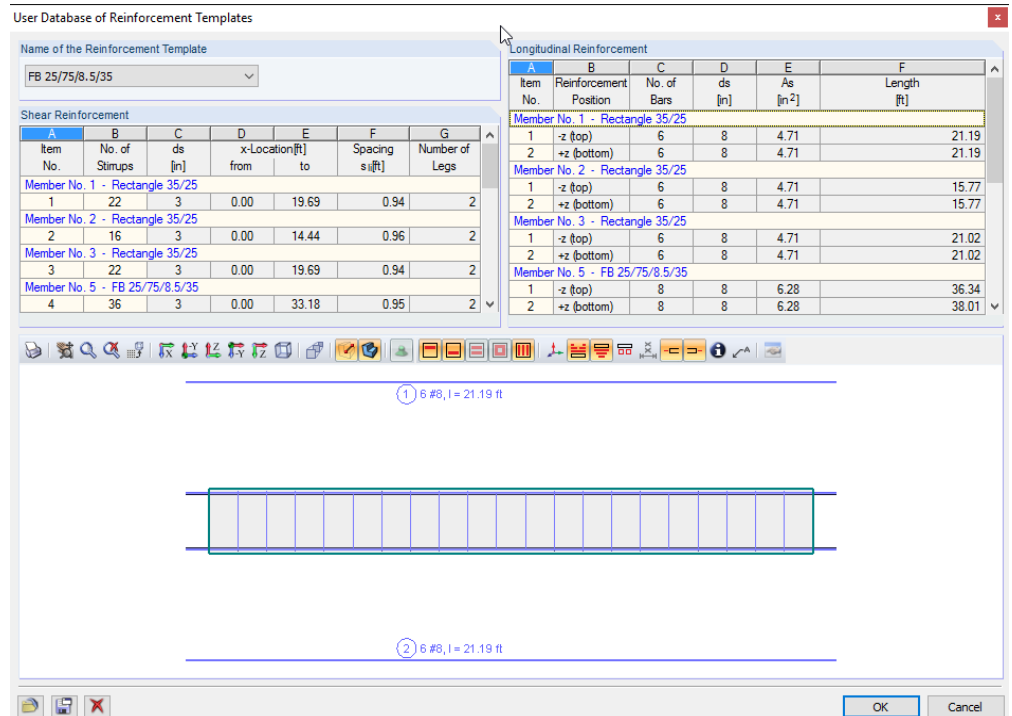 User Database of Reinforcement Templates
x
Name of the Reinforcement Template
FB 25/75/8.5/35
Shear Reinforcement
A B C D E F G
Item No. of ds x-Location[ft] Spacing Number of
No. Stirrups [in] from to s li[ft] Legs
Member No. 1 - Rectangle 35/25
1 22 3 0.00 19.69 0.94 2
Member No. 2 - Rectangle 35/25
2 16 3 0.00 14.44 0.96 2
Member No. 3 - Rectangle 35/25
3 22 3 0.00 19.69 0.94 2
Member No. 5 - FB 25/75/8.5/35
4 36 3 0.00 33.18 0.95 2
Longitudinal Reinforcement
A B C D E F
Item Reinforcement No. of ds As Length
No. Position Bars [in] [in²] [ft]
Member No. 1 - Rectangle 35/25
1 -z (top) 6 8 4.71 21.19
2 +z (bottom) 6 8 4.71 21.19
Member No. 2 - Rectangle 35/25
1 -z (top) 6 8 4.71 15.77
2 +z (bottom) 6 8 4.71 15.77
Member No. 3 - Rectangle 35/25
1 -z (top) 6 8 4.71 21.02
2 +z (bottom) 6 8 4.71 21.02
Member No. 5 - FB 25/75/8.5/35
1 -z (top) 8 8 6.28 36.34
2 +z (bottom) 8 8 6.28 38.01
1 6 #8, l = 21.19 ft
2 6 #8, l = 21.19 ft
OK Cancel